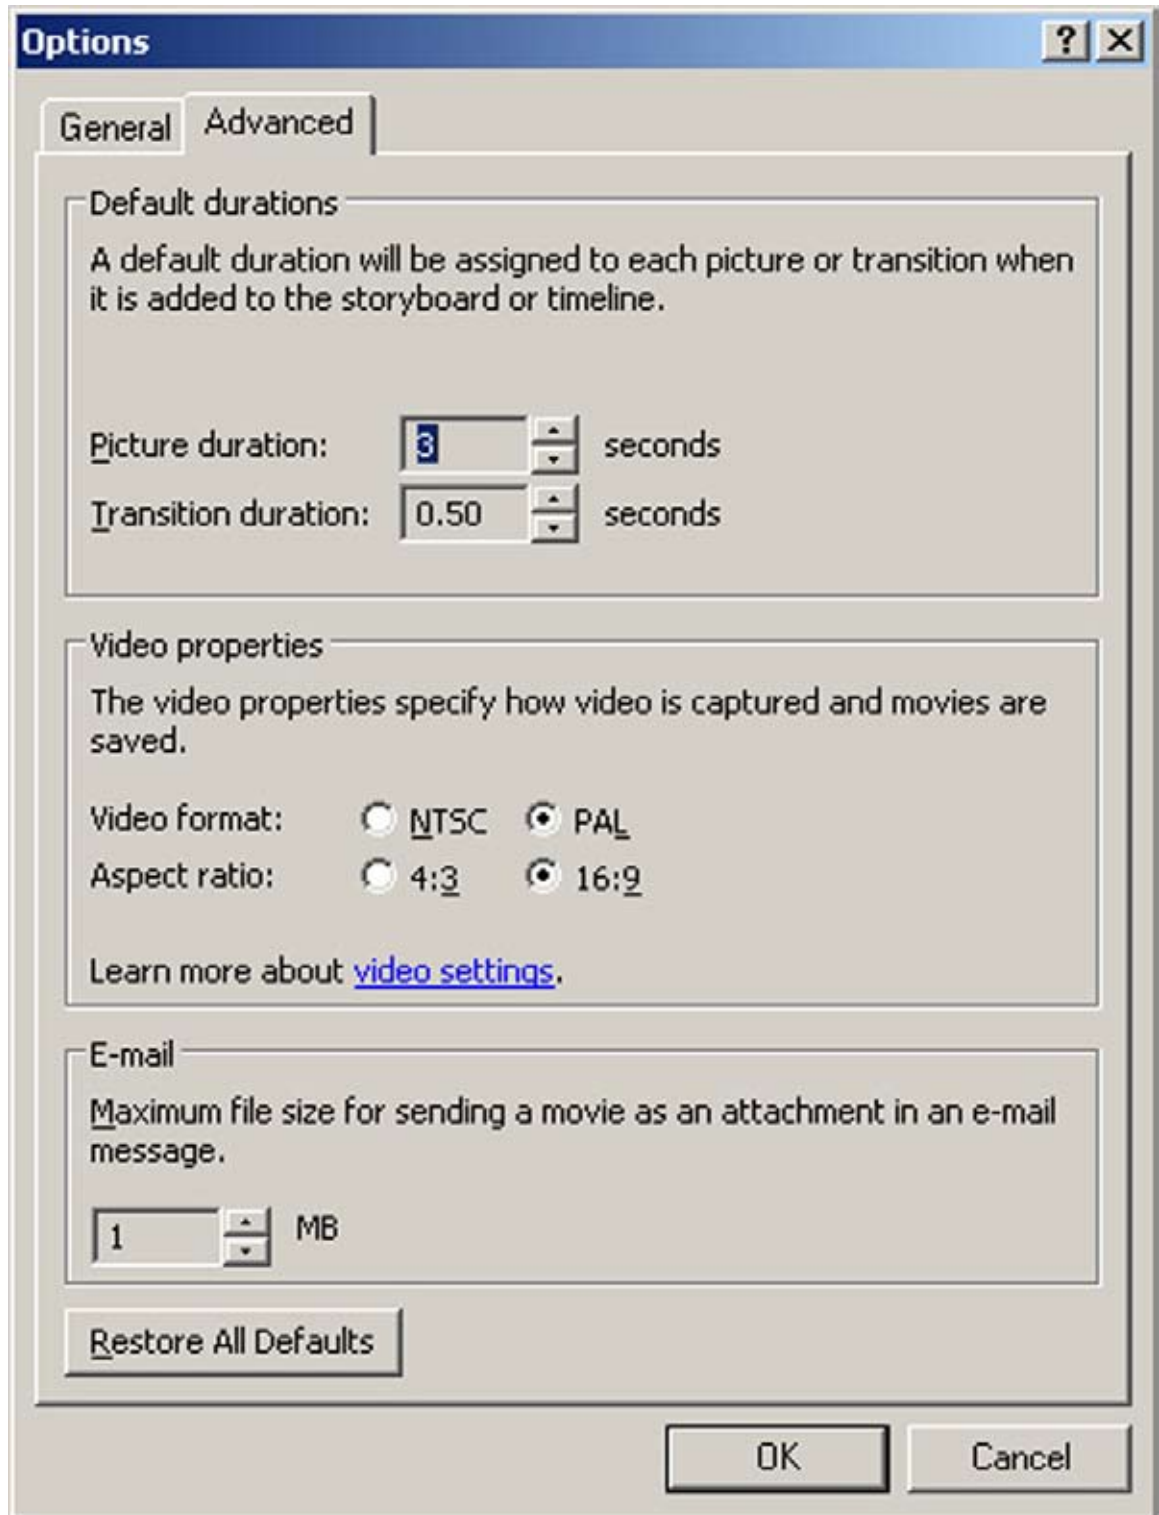 Options
General Advanced
Default durations
A default duration will be assigned to each picture or transition when
it is added to the storyboard or timeline.
Picture duration: 3 seconds
Transition duration: 0.50 seconds
Video properties
The video properties specify how video is captured and movies are
saved.
Video format: NTSC PAL
Aspect ratio: 4:3 16:9
Learn more about video settings.
E-mail
Maximum file size for sending a movie as an attachment in an e-mail
message.
1 MB
Restore All Defaults
OK Cancel